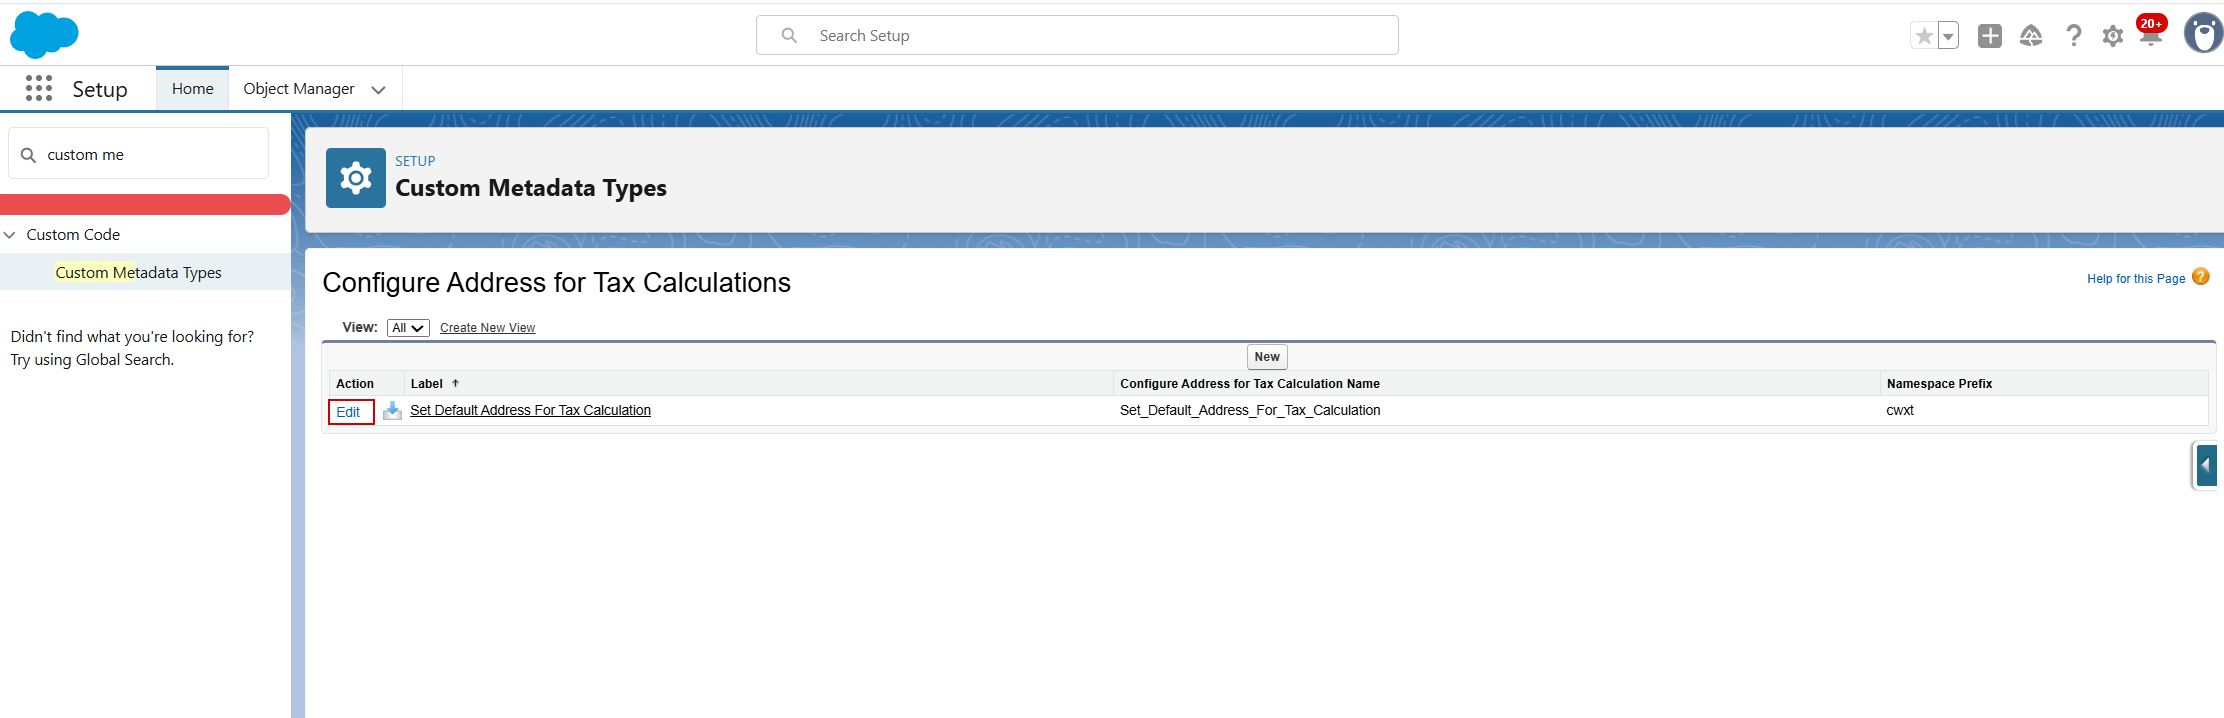 Search Setup
20+
Setup
Home
Object Manager
custom me
Custom Code
Custom Metadata Types
Didn't find what you're looking for?
Try using Global Search.
SETUP
Custom Metadata Types
Configure Address for Tax Calculations
Help for this Page ?
View: All Create New View
New
Action Label ↑ Configure Address for Tax Calculation Name Namespace Prefix
Edit Set Default Address For Tax Calculation Set_Default_Address_For_Tax_Calculation cwxt